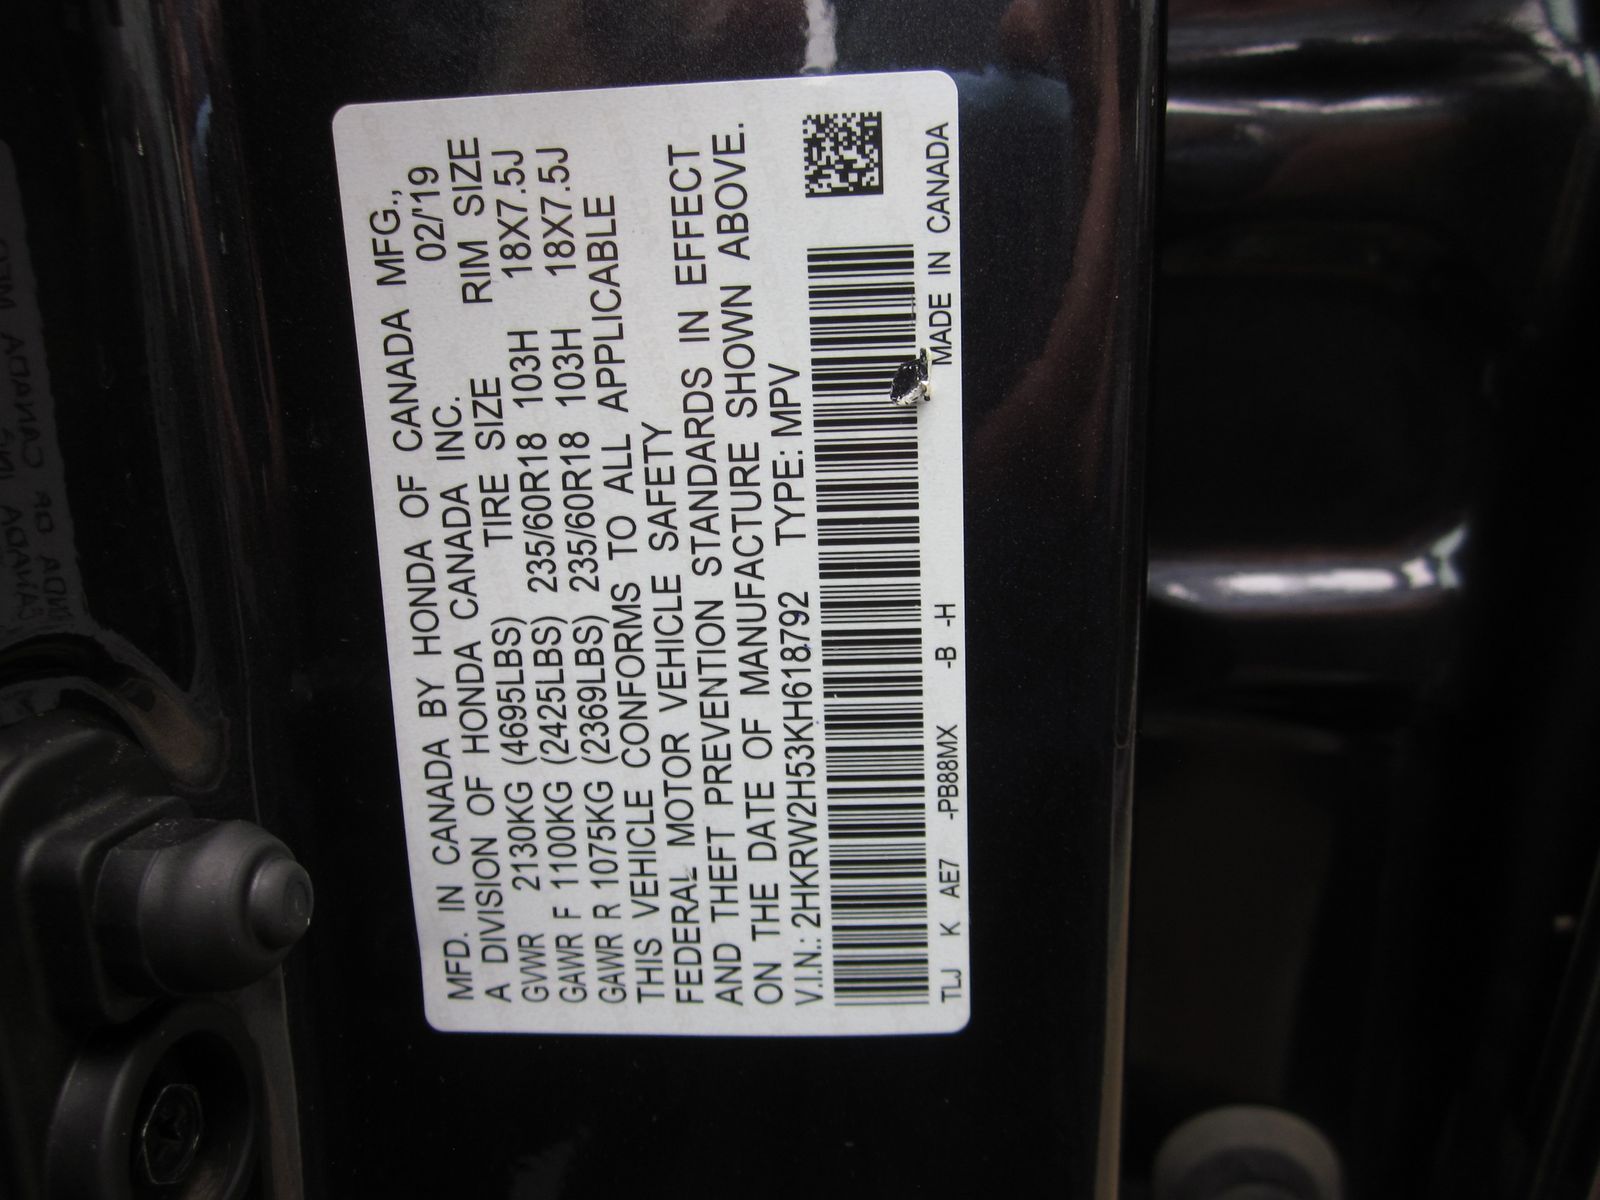 MFD. IN CANADA BY HONDA OF CANADA MFG.,
A DIVISION OF HONDA CANADA INC. 02/'19
TIRE SIZE RIM SIZE
GVWR 2130KG (4695LBS)
GAWR F 1100KG (2425LBS) 235/60R18 103H 18X7.5J
GAWR R 1075KG (2369LBS) 235/60R18 103H 18X7.5J
THIS VEHICLE CONFORMS TO ALL APPLICABLE
FEDERAL MOTOR VEHICLE SAFETY
AND THEFT PREVENTION STANDARDS IN EFFECT
ON THE DATE OF MANUFACTURE SHOWN ABOVE.
V.I.N.: 2HKRW2H53KH618792 TYPE: MPV
TLJ K AE7 -PB88MX -B -H MADE IN CANADA